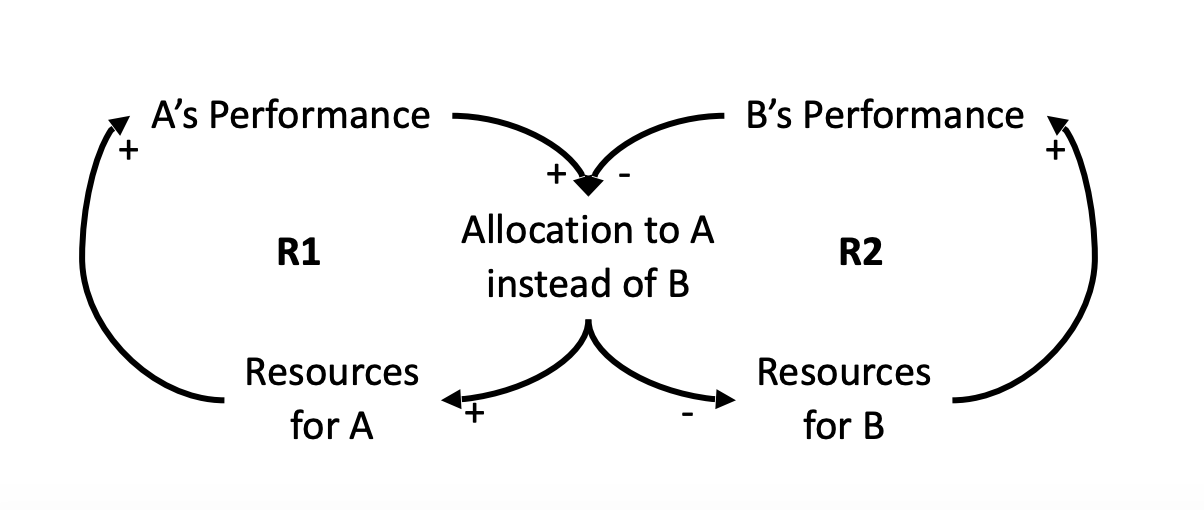 A’s Performance
B’s Performance
+
+
+ -
Allocation to A
instead of B
R1
R2
Resources
for A
Resources
for B
+
-